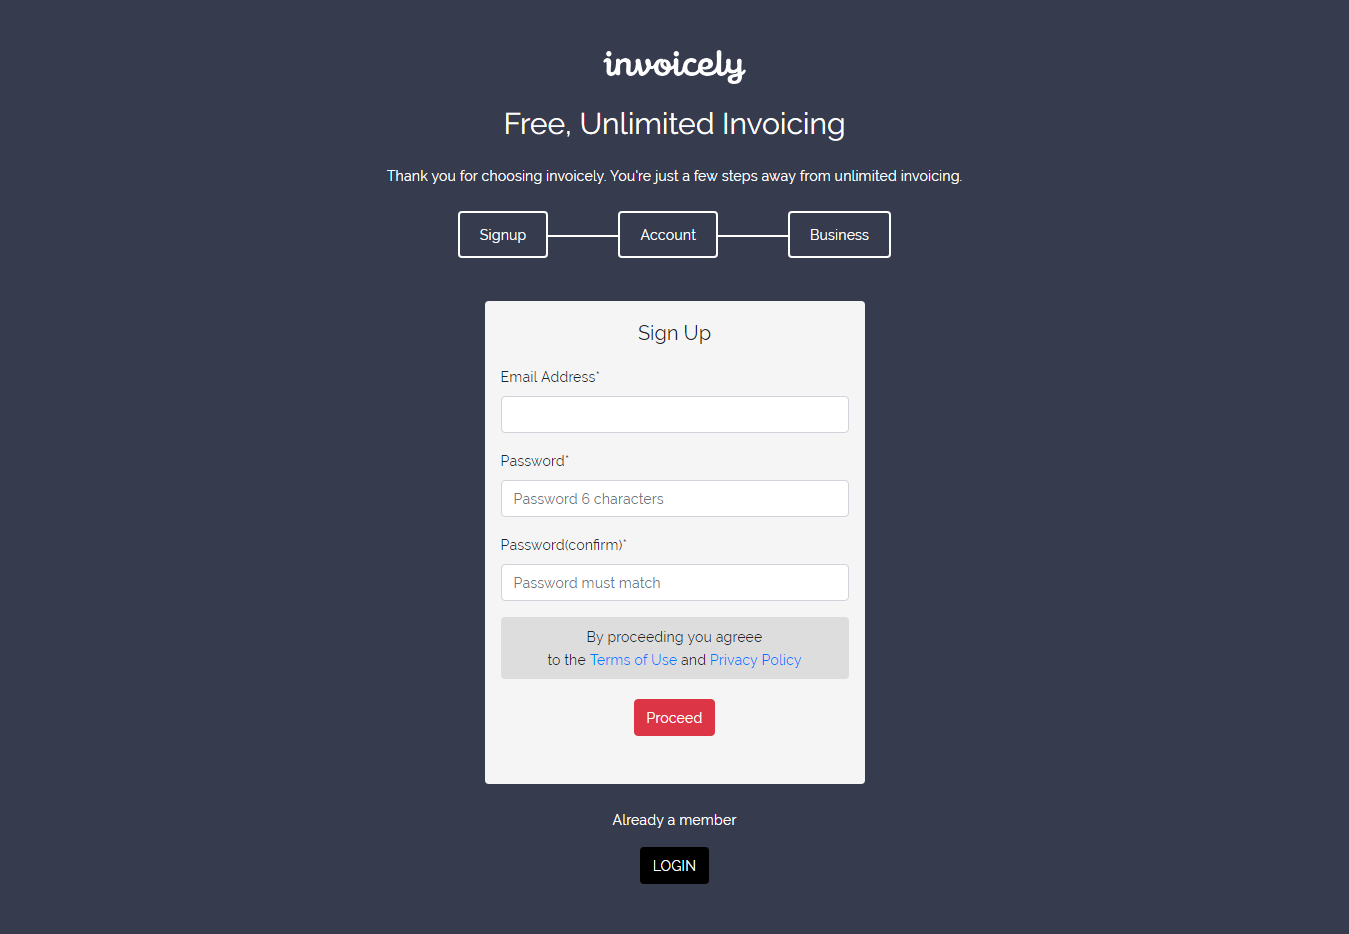 invoicely
Free, Unlimited Invoicing
Thank you for choosing invoicely. You're just a few steps away from unlimited invoicing.
Signup Account Business
Sign Up
Email Address*
Password*
Password 6 characters
Password(confirm)*
Password must match
By proceeding you agreee
to the Terms of Use and Privacy Policy
Proceed
Already a member
LOGIN